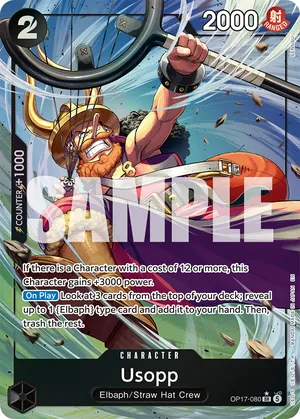 2
2000
射
RANGED
COUNTER
+1000
SAMPLE
If there is a Character with a cost of 12 or more, this
Character gains +3000 power.
On Play Look at 3 cards from the top of your deck; reveal
up to 1 {Elbaph} type card and add it to your hand. Then,
trash the rest.
CHARACTER
Usopp
Elbaph/Straw Hat Crew
OP17-080